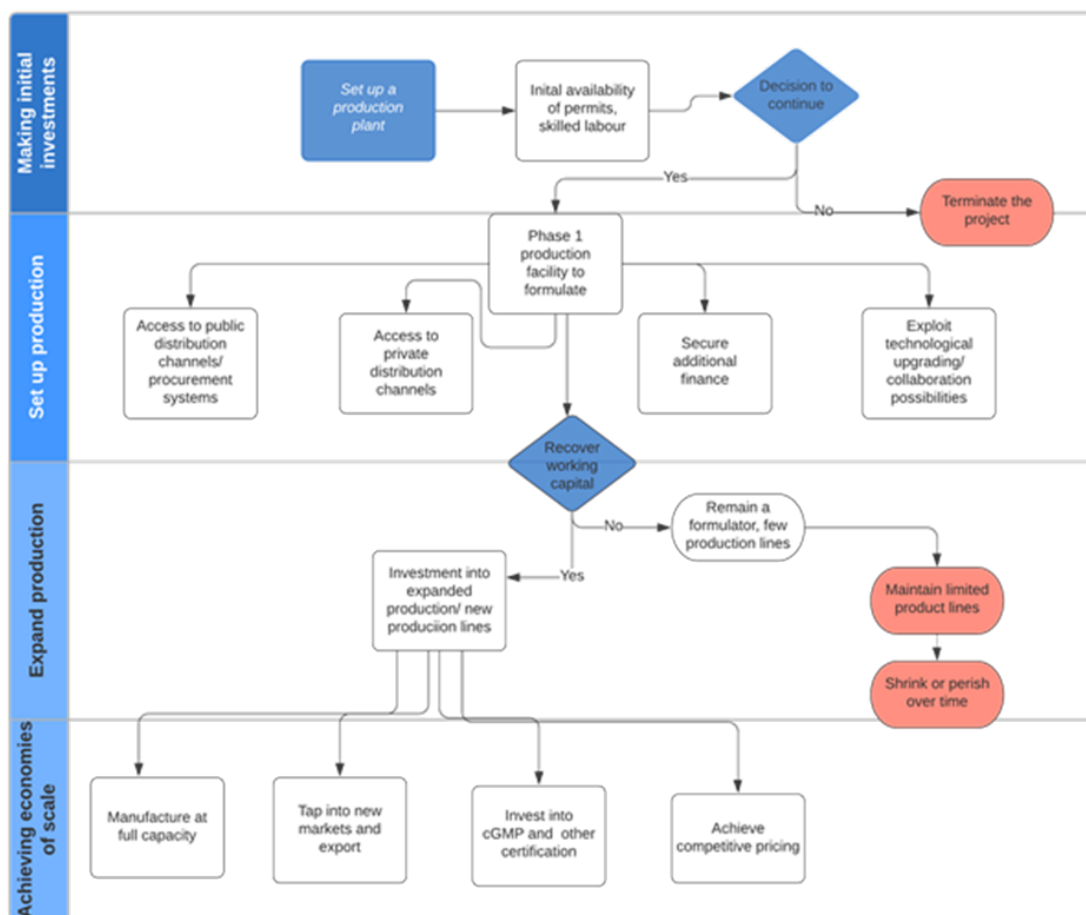 Making initial
investments
Set up a
production
plant
Inital availability
of permits,
skilled labour
Decision to
continue
Yes
No
Terminate the
project
Set up production
Phase 1
production
facility to
formulate
Access to public
distribution
channels/
procurement
systems
Access to
private
distribution
channels
Secure
additional
finance
Exploit
technological
upgrading/
collaboration
possibilities
Recover
working
capital
Expand production
No
Remain a
formulator, few
production lines
Yes
Investment into
expanded
production/ new
produciion lines
Maintain limited
product lines
Shrink or perish
over time
Achieving economies
of scale
Manufacture at
full capacity
Tap into new
markets and
export
Invest into
cGMP and other
certification
Achieve
competitive pricing